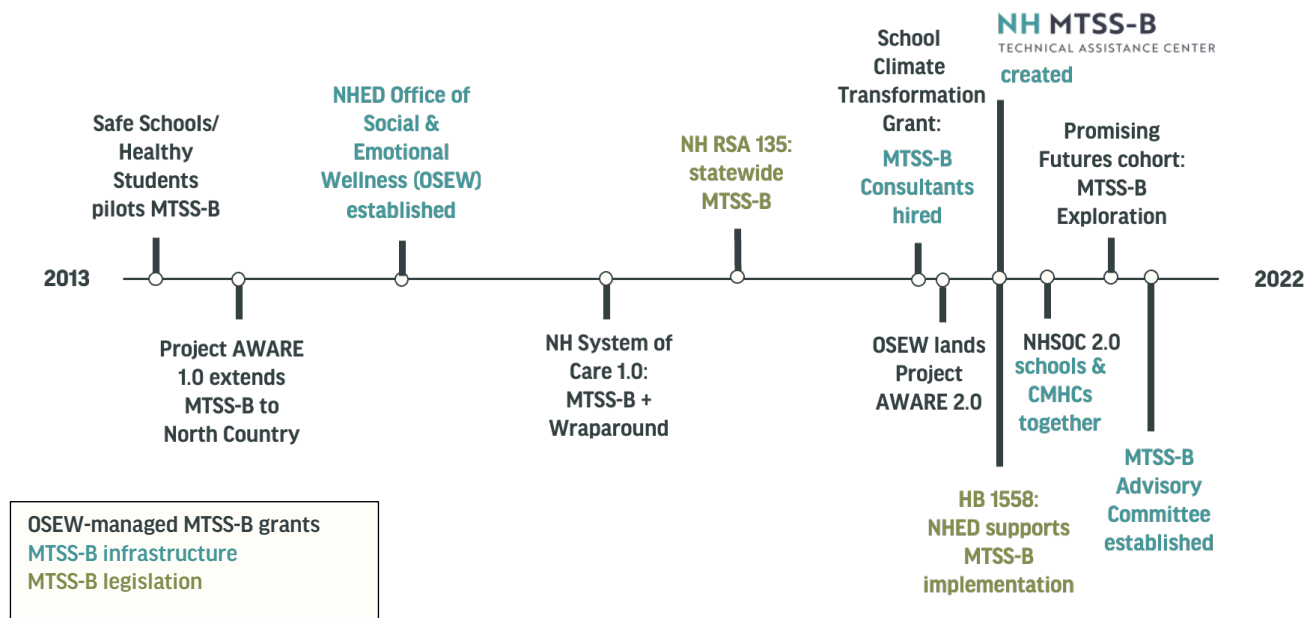 NH MTSS-B
TECHNICAL ASSISTANCE CENTER
created
Safe Schools/
Healthy
Students
pilots MTSS-B
NHED Office of
Social &
Emotional
Wellness (OSEW)
established
NH RSA 135:
statewide
MTSS-B
School
Climate
Transformation
Grant:
MTSS-B
Consultants
hired
Promising
Futures cohort:
MTSS-B
Exploration
2013
2022
Project AWARE
1.0 extends
MTSS-B to
North Country
NH System of
Care 1.0:
MTSS-B +
Wraparound
OSEW lands
Project
AWARE 2.0
NHSOC 2.0
schools &
CMHCs
together
HB 1558:
NHED supports
MTSS-B
implementation
MTSS-B
Advisory
Committee
established
OSEW-managed MTSS-B grants
MTSS-B infrastructure
MTSS-B legislation